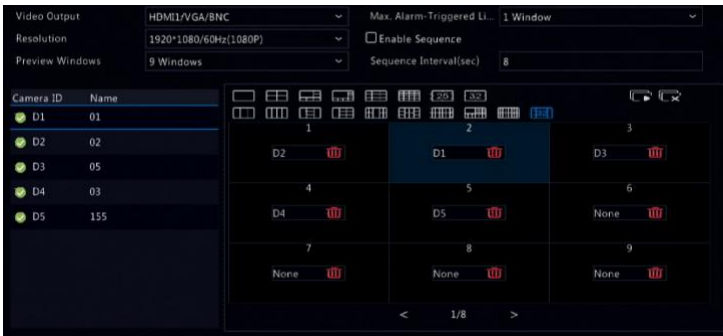 Video Output HDMI1/VGA/BNC Max. Alarm-Triggered Li... 1 Window
Resolution 1920*1080/60Hz(1080P) Enable Sequence
Preview Windows 9 Windows Sequence Interval(sec) 8
Camera ID Name
D1 01
D2 02
D3 05
D4 03
D5 155
25 32
1 2 3
D2 D1 D3
4 5 6
D4 D5 None
7 8 9
None None None
< 1/8 >